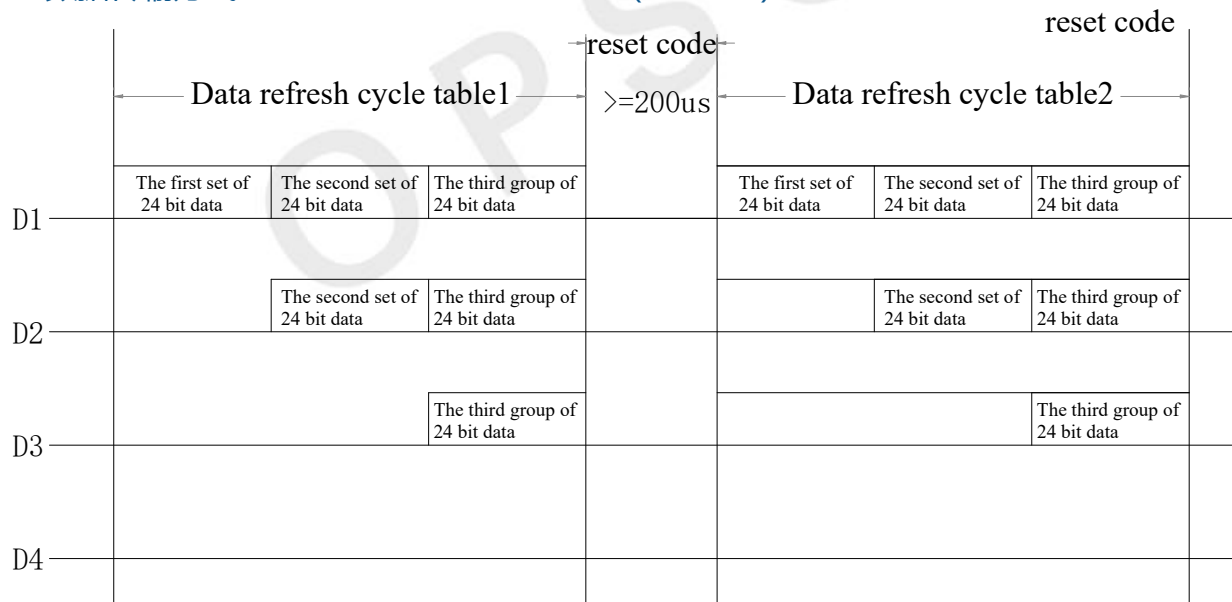 reset code
reset code
Data refresh cycle table1
>=200us
Data refresh cycle table2
The first set of
24 bit data
The second set of
24 bit data
The third group of
24 bit data
The first set of
24 bit data
The second set of
24 bit data
The third group of
24 bit data
D1
The second set of
24 bit data
The third group of
24 bit data
The second set of
24 bit data
The third group of
24 bit data
D2
The third group of
24 bit data
The third group of
24 bit data
D3
D4